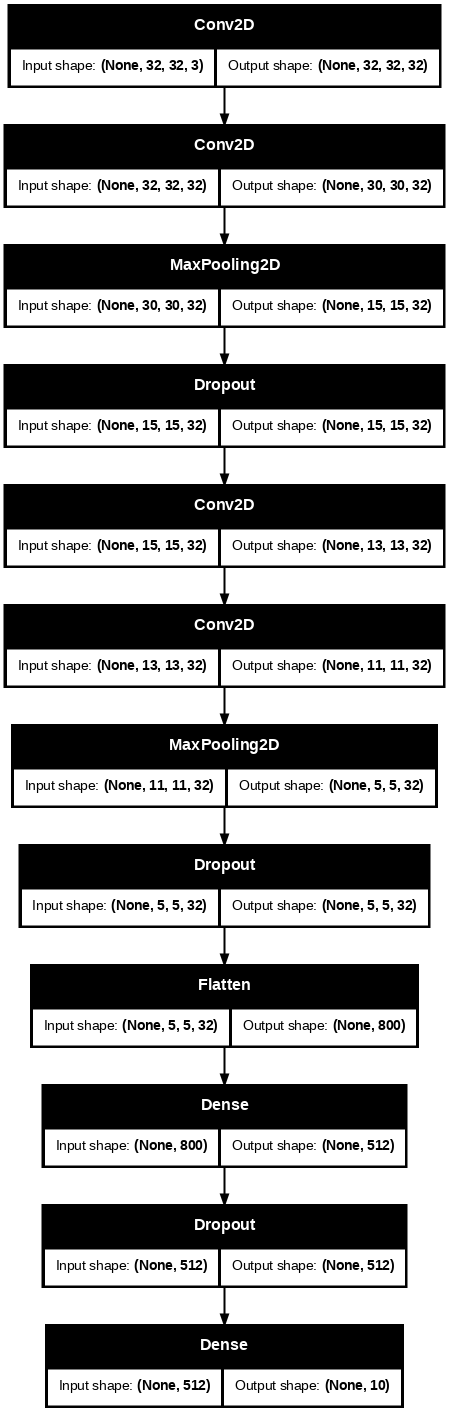 Conv2D
Input shape: (None, 32, 32, 3) Output shape: (None, 32, 32, 32)
Conv2D
Input shape: (None, 32, 32, 32) Output shape: (None, 30, 30, 32)
MaxPooling2D
Input shape: (None, 30, 30, 32) Output shape: (None, 15, 15, 32)
Dropout
Input shape: (None, 15, 15, 32) Output shape: (None, 15, 15, 32)
Conv2D
Input shape: (None, 15, 15, 32) Output shape: (None, 13, 13, 32)
Conv2D
Input shape: (None, 13, 13, 32) Output shape: (None, 11, 11, 32)
MaxPooling2D
Input shape: (None, 11, 11, 32) Output shape: (None, 5, 5, 32)
Dropout
Input shape: (None, 5, 5, 32) Output shape: (None, 5, 5, 32)
Flatten
Input shape: (None, 5, 5, 32) Output shape: (None, 800)
Dense
Input shape: (None, 800) Output shape: (None, 512)
Dropout
Input shape: (None, 512) Output shape: (None, 512)
Dense
Input shape: (None, 512) Output shape: (None, 10)